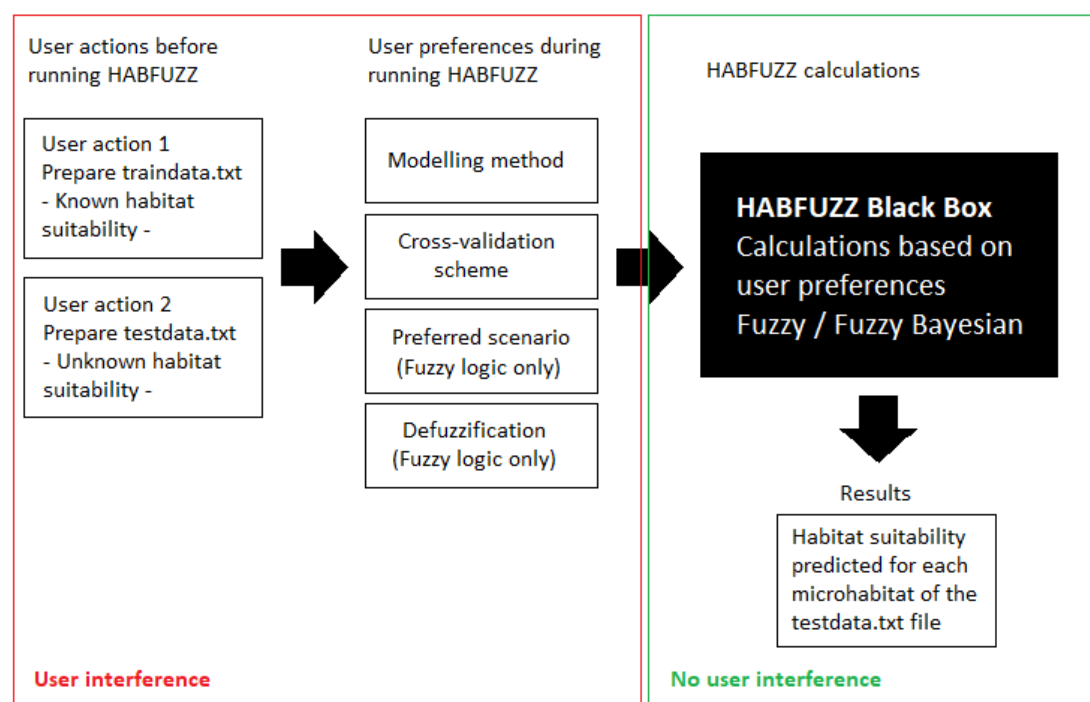 User actions before
running HABFUZZ
User action 1
Prepare traindata.txt
- Known habitat
suitability -
User action 2
Prepare testdata.txt
- Unknown habitat
suitability -
User preferences during
running HABFUZZ
Modelling method
Cross-validation
scheme
Preferred scenario
(Fuzzy logic only)
Defuzzification
(Fuzzy logic only)
User interference
HABFUZZ calculations
HABFUZZ Black Box
Calculations based on
user preferences
Fuzzy / Fuzzy Bayesian
Results
Habitat suitability
predicted for each
microhabitat of the
testdata.txt file
No user interference